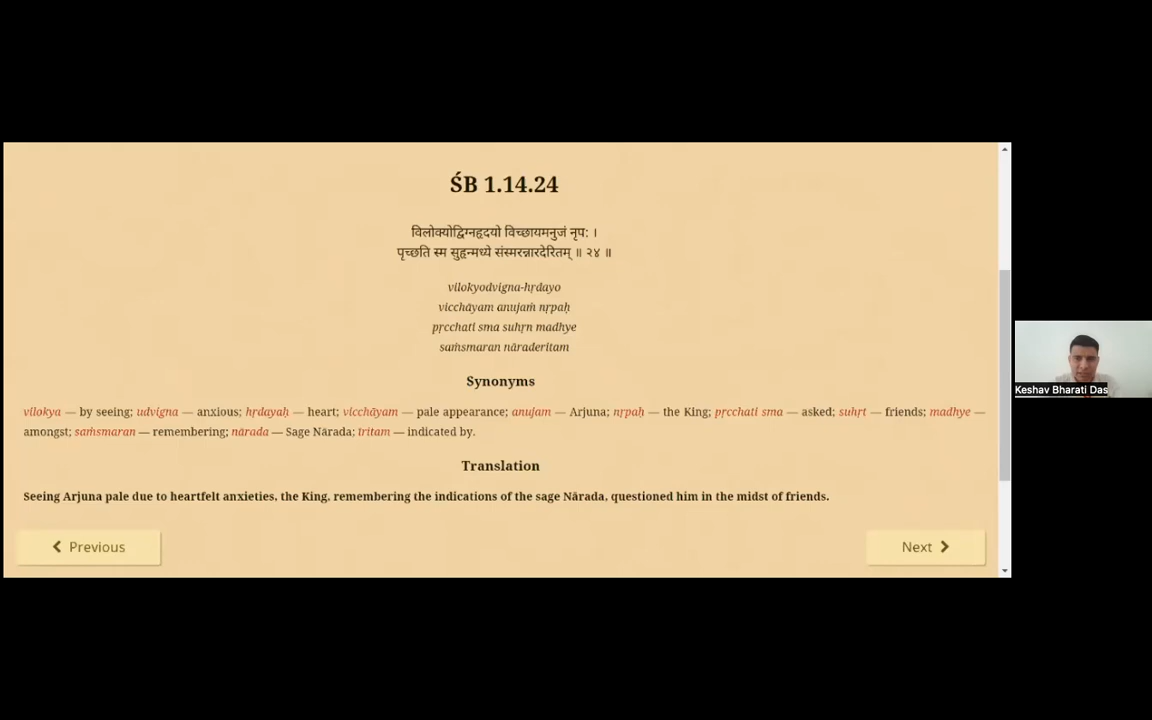 ŚB 1.14.24
विलोक्योद्विग्नहृदयो विच्छायमनुजं नृप: ।
पृच्छति स्म सुहृन्मध्ये संस्मरन्नारदेरितम् ॥ २४ ॥
vilokyodvigna-hṛdayo
vicchāyam anujaṁ nṛpaḥ
pṛcchati sma suhṛn madhye
saṁsmaran nāraderitam
Synonyms
vilokya — by seeing; udvigna — anxious; hṛdayaḥ — heart; vicchāyam — pale appearance; anujam — Arjuna; nṛpaḥ — the King; pṛcchati sma — asked; suhṛt — friends; madhye —
amongst; saṁsmaran — remembering; nārada — Sage Nārada; īritam — indicated by.
Translation
Seeing Arjuna pale due to heartfelt anxieties, the King, remembering the indications of the sage Nārada, questioned him in the midst of friends.
Previous
Next
Keshav Bharati Das